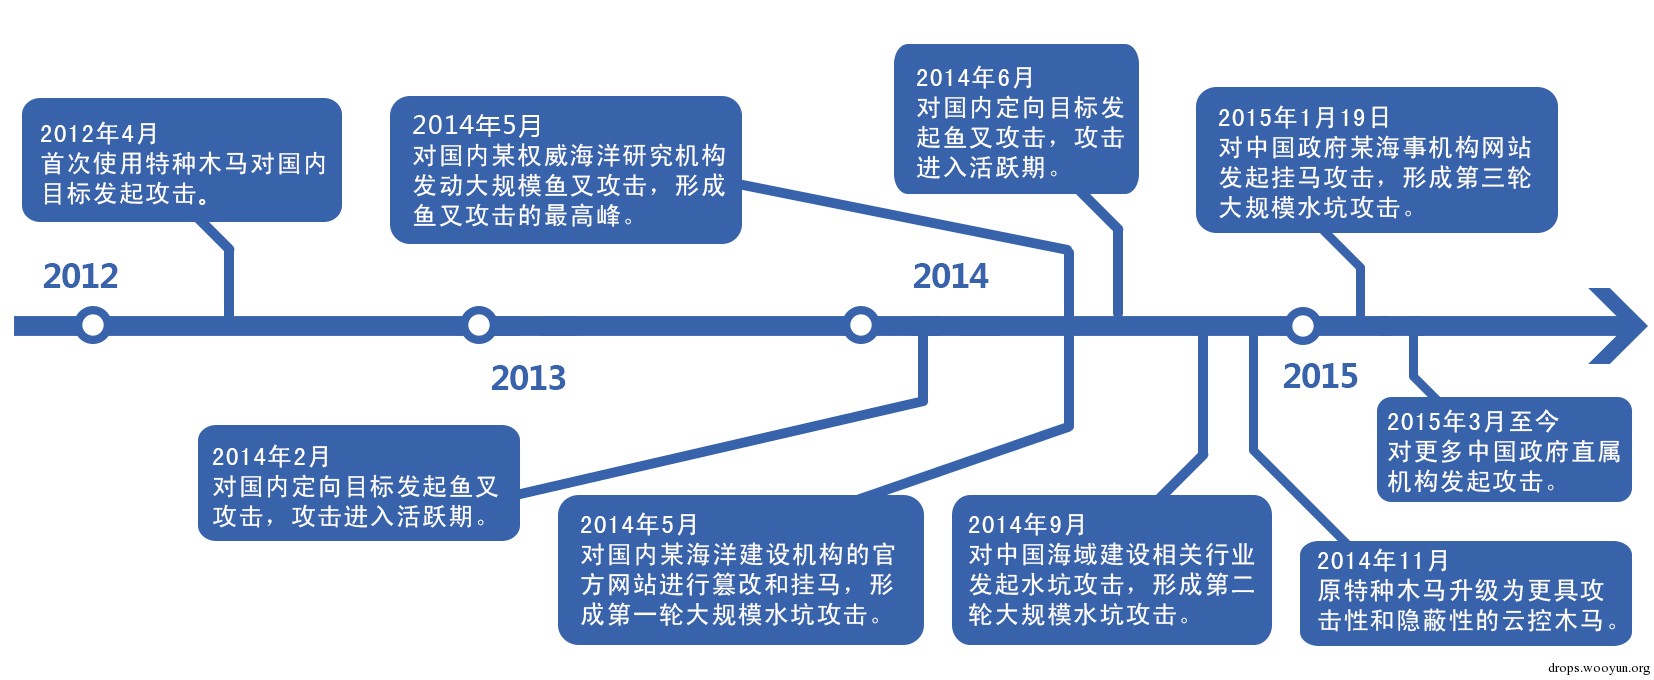 2012年4月
首次使用特种木马对国内
目标发起攻击。
2014年5月
对国内某权威海洋研究机构
发动大规模鱼叉攻击，形成
鱼叉攻击的最高峰。
2014年6月
对国内定向目标发
起鱼叉攻击，攻击
进入活跃期。
2015年1月19日
对中国政府某海事机构网站
发起挂马攻击，形成第三轮
大规模水坑攻击。
2012
2014
2013
2015
2014年2月
对国内定向目标发起鱼叉
攻击，攻击进入活跃期。
2014年5月
对国内某海洋建设机构的官
方网站进行篡改和挂马，形
成第一轮大规模水坑攻击。
2014年9月
对中国海域建设相关行业
发起水坑攻击，形成第二
轮大规模水坑攻击。
2015年3月至今
对更多中国政府直属
机构发起攻击。
2014年11月
原特种木马升级为更具攻
击性和隐蔽性的云控木马。
drops.wooyun.org